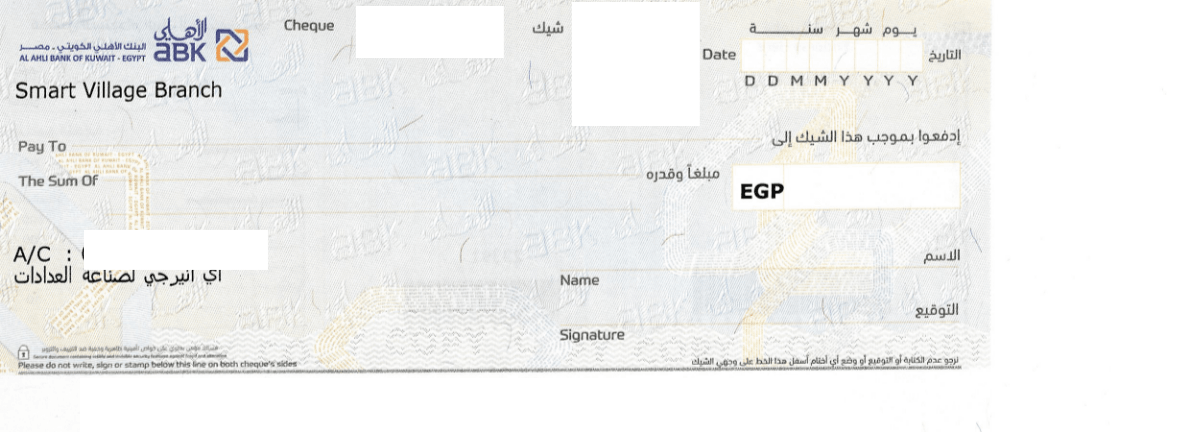 الأهلي
aBK
البنك الأهلي الكويتي - مصر
AL AHLI BANK OF KUWAIT - EGYPT
Smart Village Branch
Cheque شيك
يوم شهر سنة
Date التاريخ
D D M M Y Y Y Y
Pay To إدفعوا بموجب هذا الشيك إلى
The Sum Of مبلغاً وقدره
EGP
A/C :
اي انيرجي لصناعه العدادات
الاسم
Name
التوقيع
Signature
Please do not write, sign or stamp below this line on both cheque's sides
نرجو عدم الكتابة أو التوقيع أو وضع أي أختام أسفل هذا الخط على وجهي الشيك